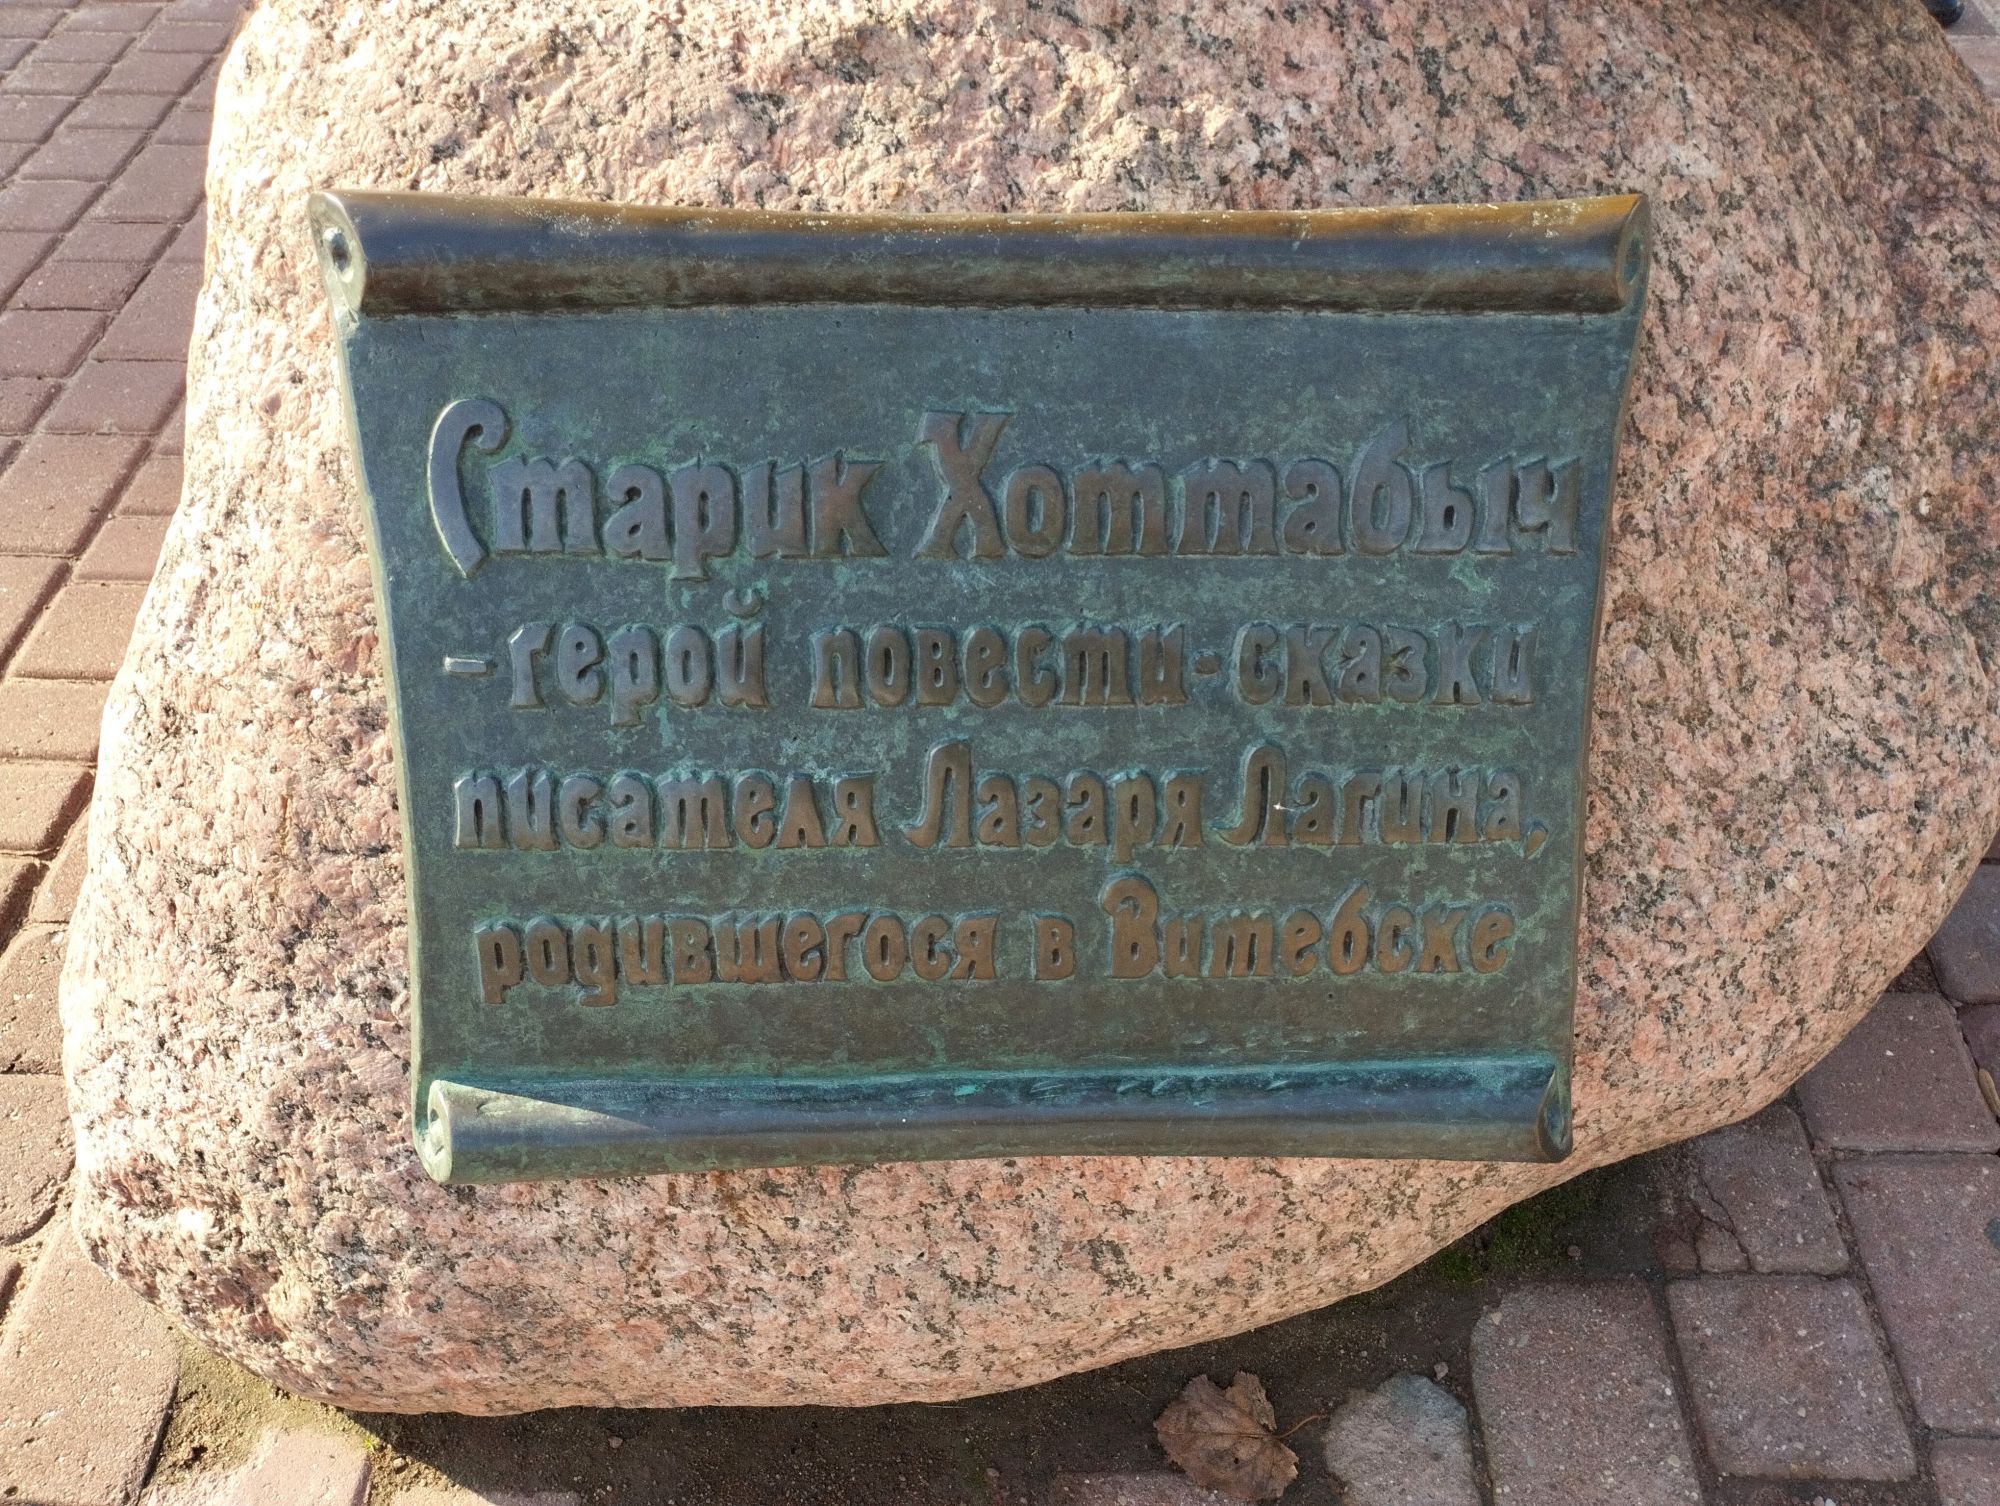 Старик Хоттабыч
- герой повести-сказки
писателя Лазаря Лагина,
родившегося в Витебске